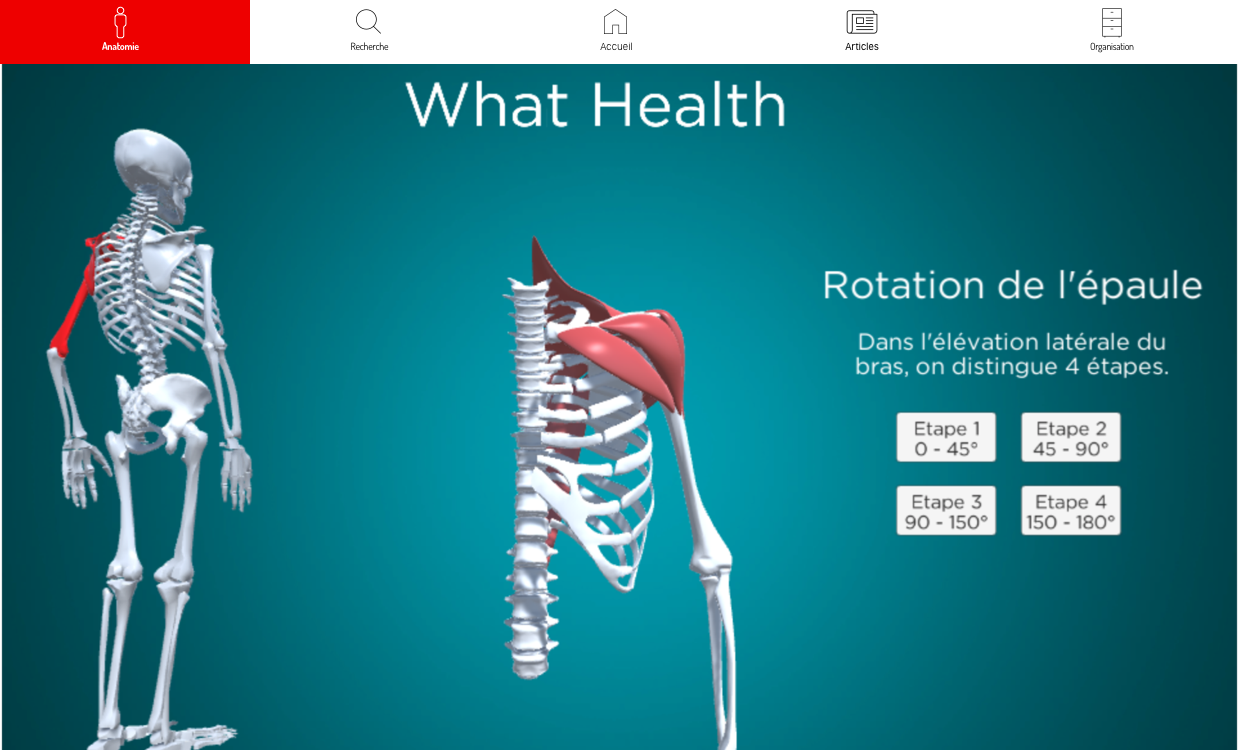 Anatomie
Recherche
Accueil
Articles
Organisation
What Health
Rotation de l'épaule
Dans l'élévation latérale du
bras, on distingue 4 étapes.
Etape 1
0 - 45°
Etape 2
45 - 90°
Etape 3
90 - 150°
Etape 4
150 - 180°